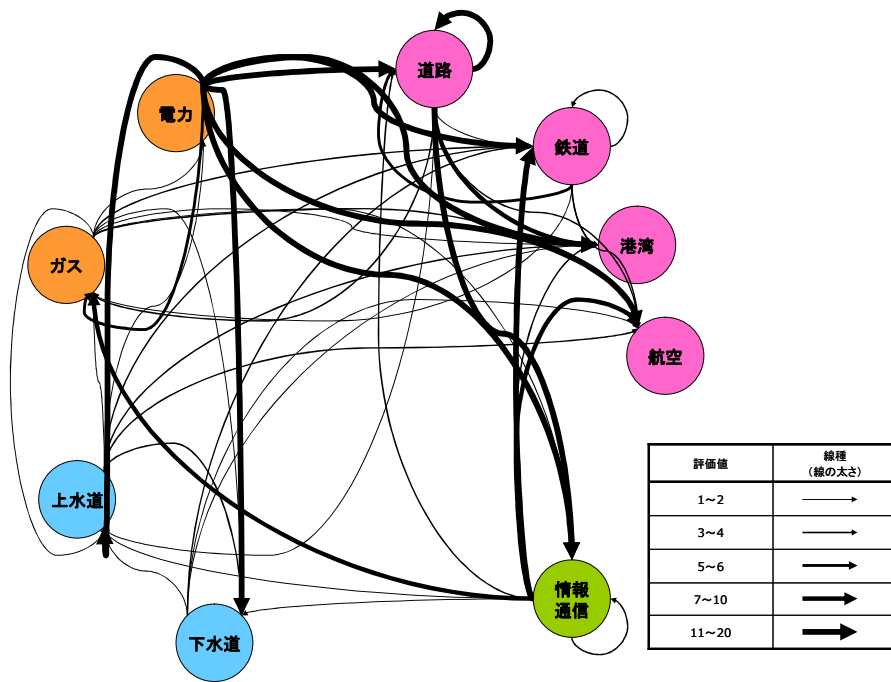 道路
電力
鉄道
港湾
ガス
航空
上水道
情報
通信
下水道
評価値
線種
（線の太さ）
1～2
3～4
5～6
7～10
11～20